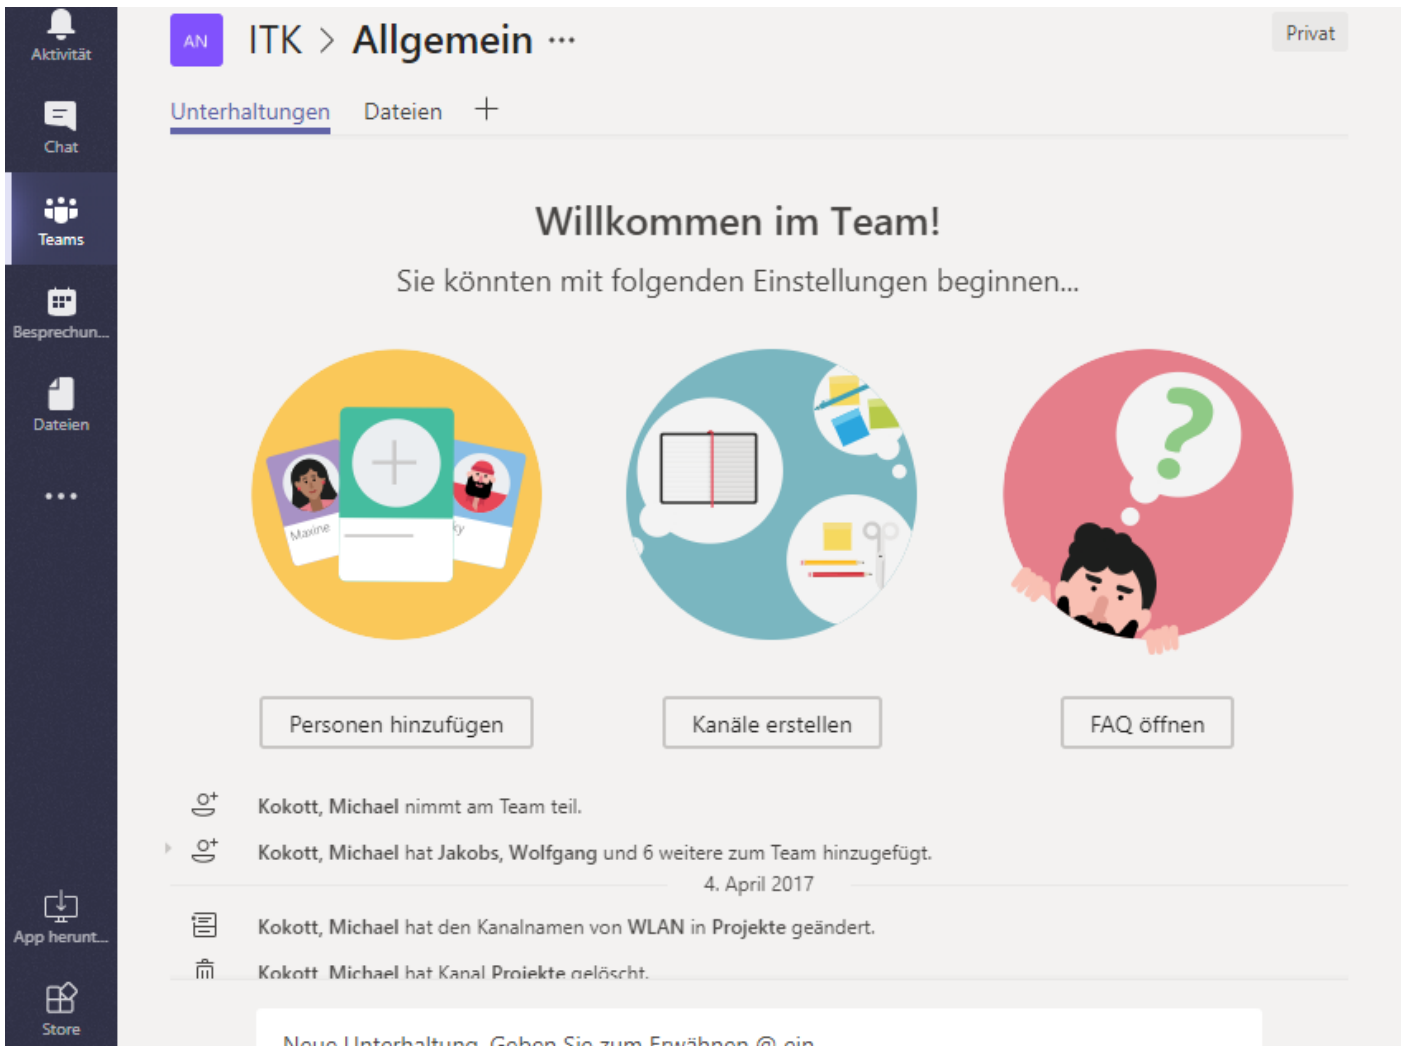 Aktivität
Chat
Teams
Besprechun...
Dateien
App herunt...
Store
AN ITK > Allgemein ...
Privat
Unterhaltungen Dateien +
Willkommen im Team!
Sie könnten mit folgenden Einstellungen beginnen...
Maxine
ky
?
Personen hinzufügen
Kanäle erstellen
FAQ öffnen
Kokott, Michael nimmt am Team teil.
Kokott, Michael hat Jakobs, Wolfgang und 6 weitere zum Team hinzugefügt.
4. April 2017
Kokott, Michael hat den Kanalnamen von WLAN in Projekte geändert.
Kokott, Michael hat Kanal Projekte gelöscht.
Neue Unterhaltung. Geben Sie zum Erwähnen @ ein.